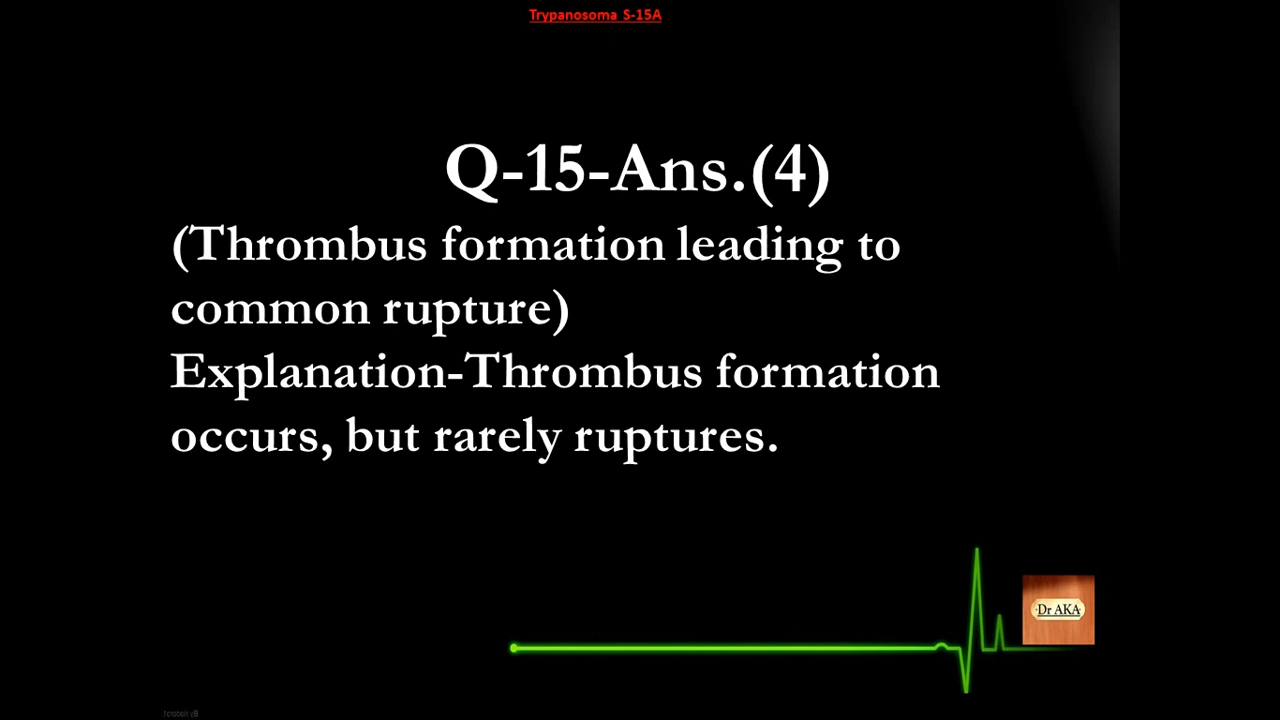 Trypanosoma S-15A
Q-15-Ans.(4)
(Thrombus formation leading to
common rupture)
Explanation-Thrombus formation
occurs, but rarely ruptures.
Dr AKA